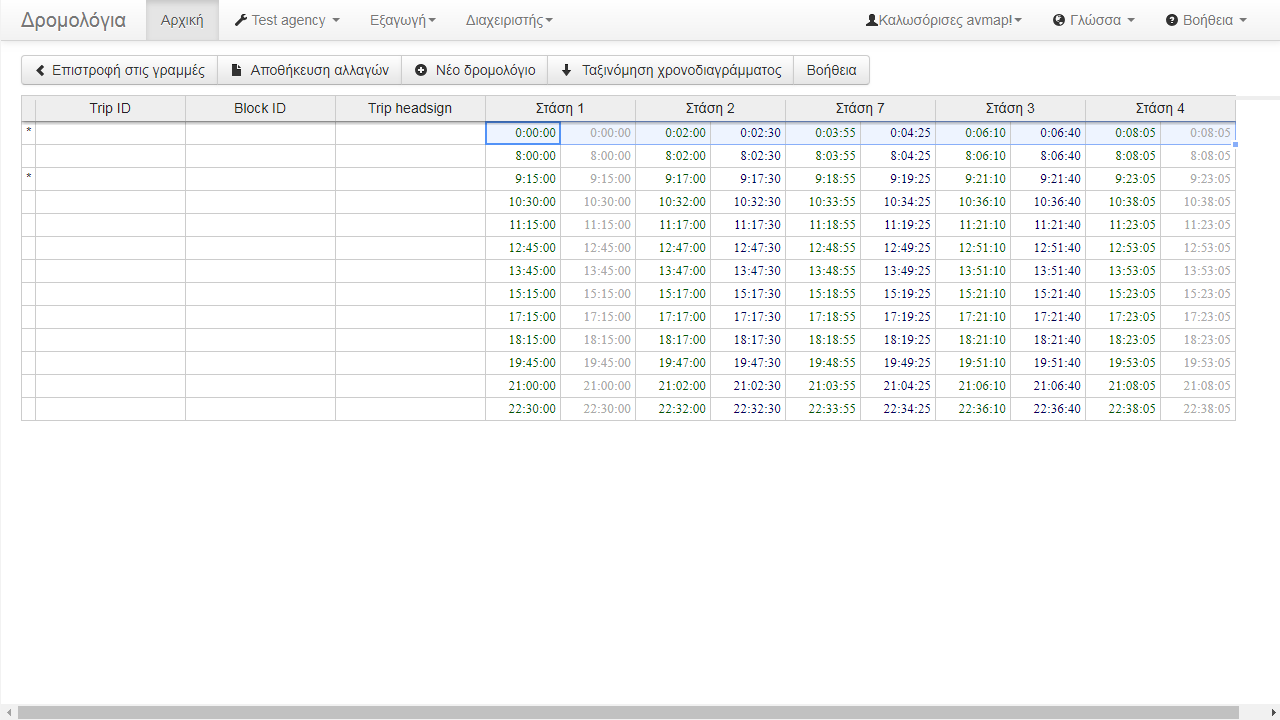 Δρομολόγια Αρχική Test agency Εξαγωγή Διαχειριστής Καλωσόρισες avmap! Γλώσσα Βοήθεια
Επιστροφή στις γραμμές Αποθήκευση αλλαγών Νέο δρομολόγιο Ταξινόμηση χρονοδιαγράμματος Βοήθεια
Trip ID Block ID Trip headsign Στάση 1 Στάση 2 Στάση 7 Στάση 3 Στάση 4
* 0:00:00 0:00:00 0:02:00 0:02:30 0:03:55 0:04:25 0:06:10 0:06:40 0:08:05 0:08:05
8:00:00 8:00:00 8:02:00 8:02:30 8:03:55 8:04:25 8:06:10 8:06:40 8:08:05 8:08:05
* 9:15:00 9:15:00 9:17:00 9:17:30 9:18:55 9:19:25 9:21:10 9:21:40 9:23:05 9:23:05
10:30:00 10:30:00 10:32:00 10:32:30 10:33:55 10:34:25 10:36:10 10:36:40 10:38:05 10:38:05
11:15:00 11:15:00 11:17:00 11:17:30 11:18:55 11:19:25 11:21:10 11:21:40 11:23:05 11:23:05
12:45:00 12:45:00 12:47:00 12:47:30 12:48:55 12:49:25 12:51:10 12:51:40 12:53:05 12:53:05
13:45:00 13:45:00 13:47:00 13:47:30 13:48:55 13:49:25 13:51:10 13:51:40 13:53:05 13:53:05
15:15:00 15:15:00 15:17:00 15:17:30 15:18:55 15:19:25 15:21:10 15:21:40 15:23:05 15:23:05
17:15:00 17:15:00 17:17:00 17:17:30 17:18:55 17:19:25 17:21:10 17:21:40 17:23:05 17:23:05
18:15:00 18:15:00 18:17:00 18:17:30 18:18:55 18:19:25 18:21:10 18:21:40 18:23:05 18:23:05
19:45:00 19:45:00 19:47:00 19:47:30 19:48:55 19:49:25 19:51:10 19:51:40 19:53:05 19:53:05
21:00:00 21:00:00 21:02:00 21:02:30 21:03:55 21:04:25 21:06:10 21:06:40 21:08:05 21:08:05
22:30:00 22:30:00 22:32:00 22:32:30 22:33:55 22:34:25 22:36:10 22:36:40 22:38:05 22:38:05